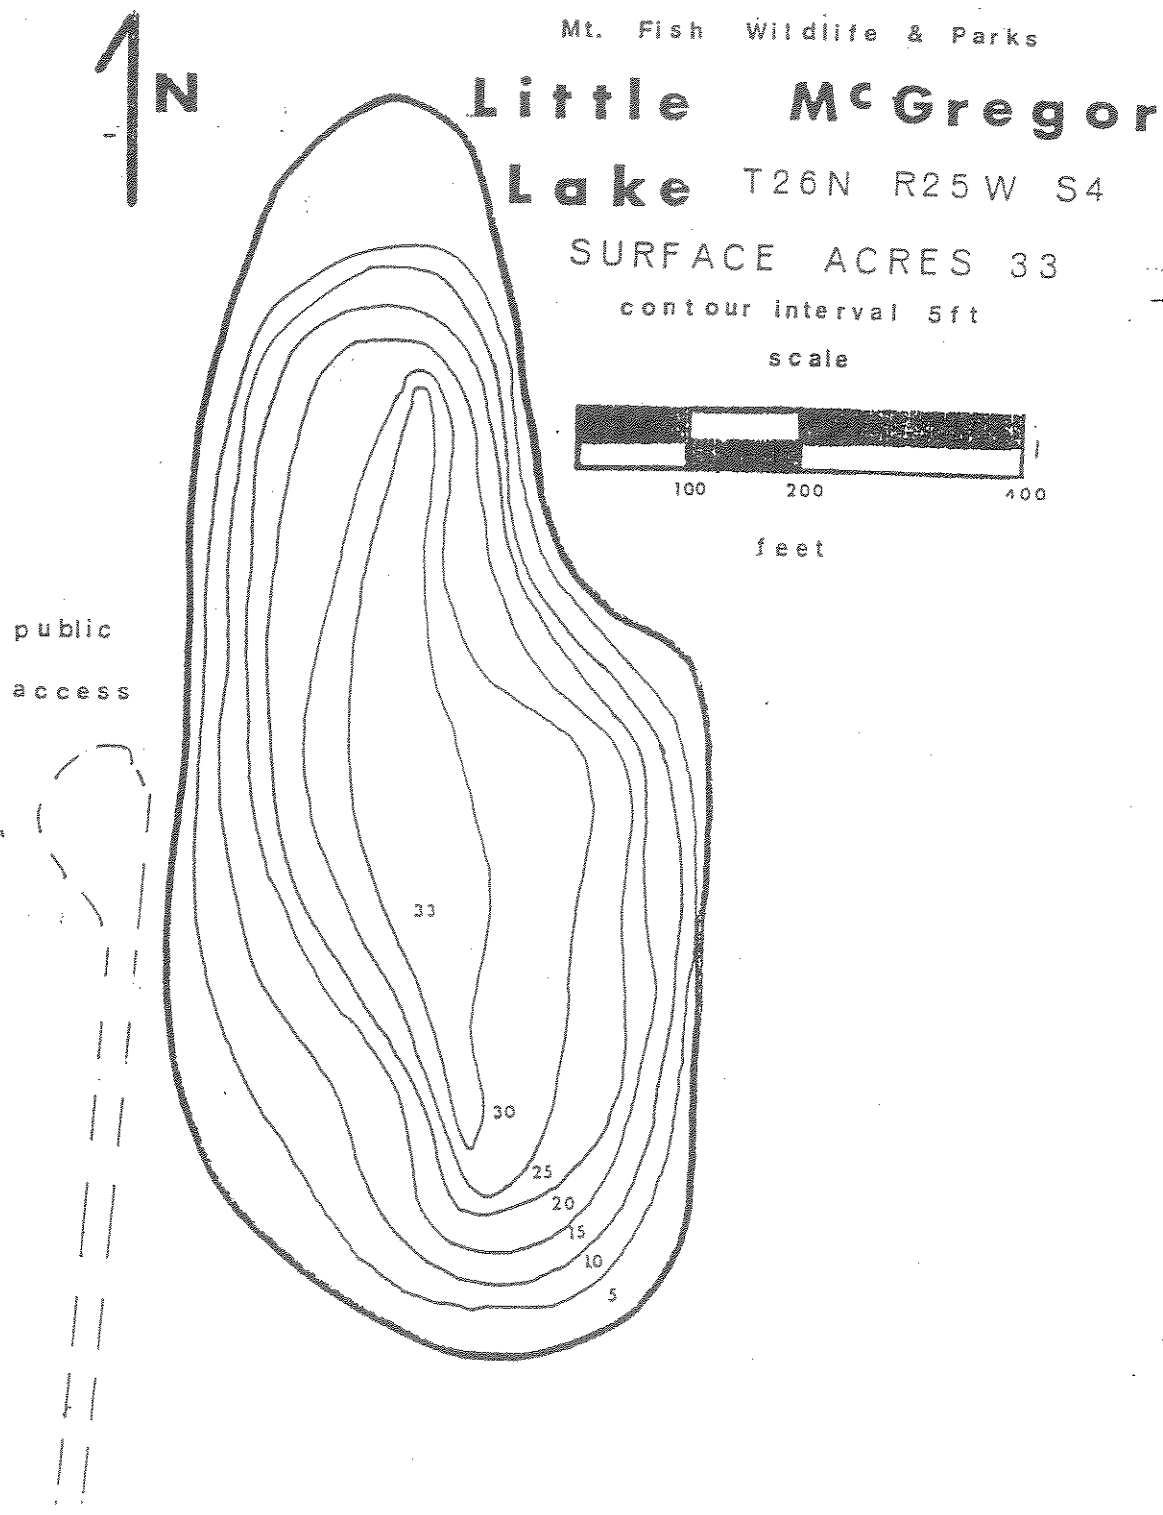 Mt. Fish Wildlife & Parks
N
Little McGregor
Lake T26N R25W S4
SURFACE ACRES 33
contour interval 5ft
scale
100 200 400
feet
public
access
33
30
25
20
15
10
5